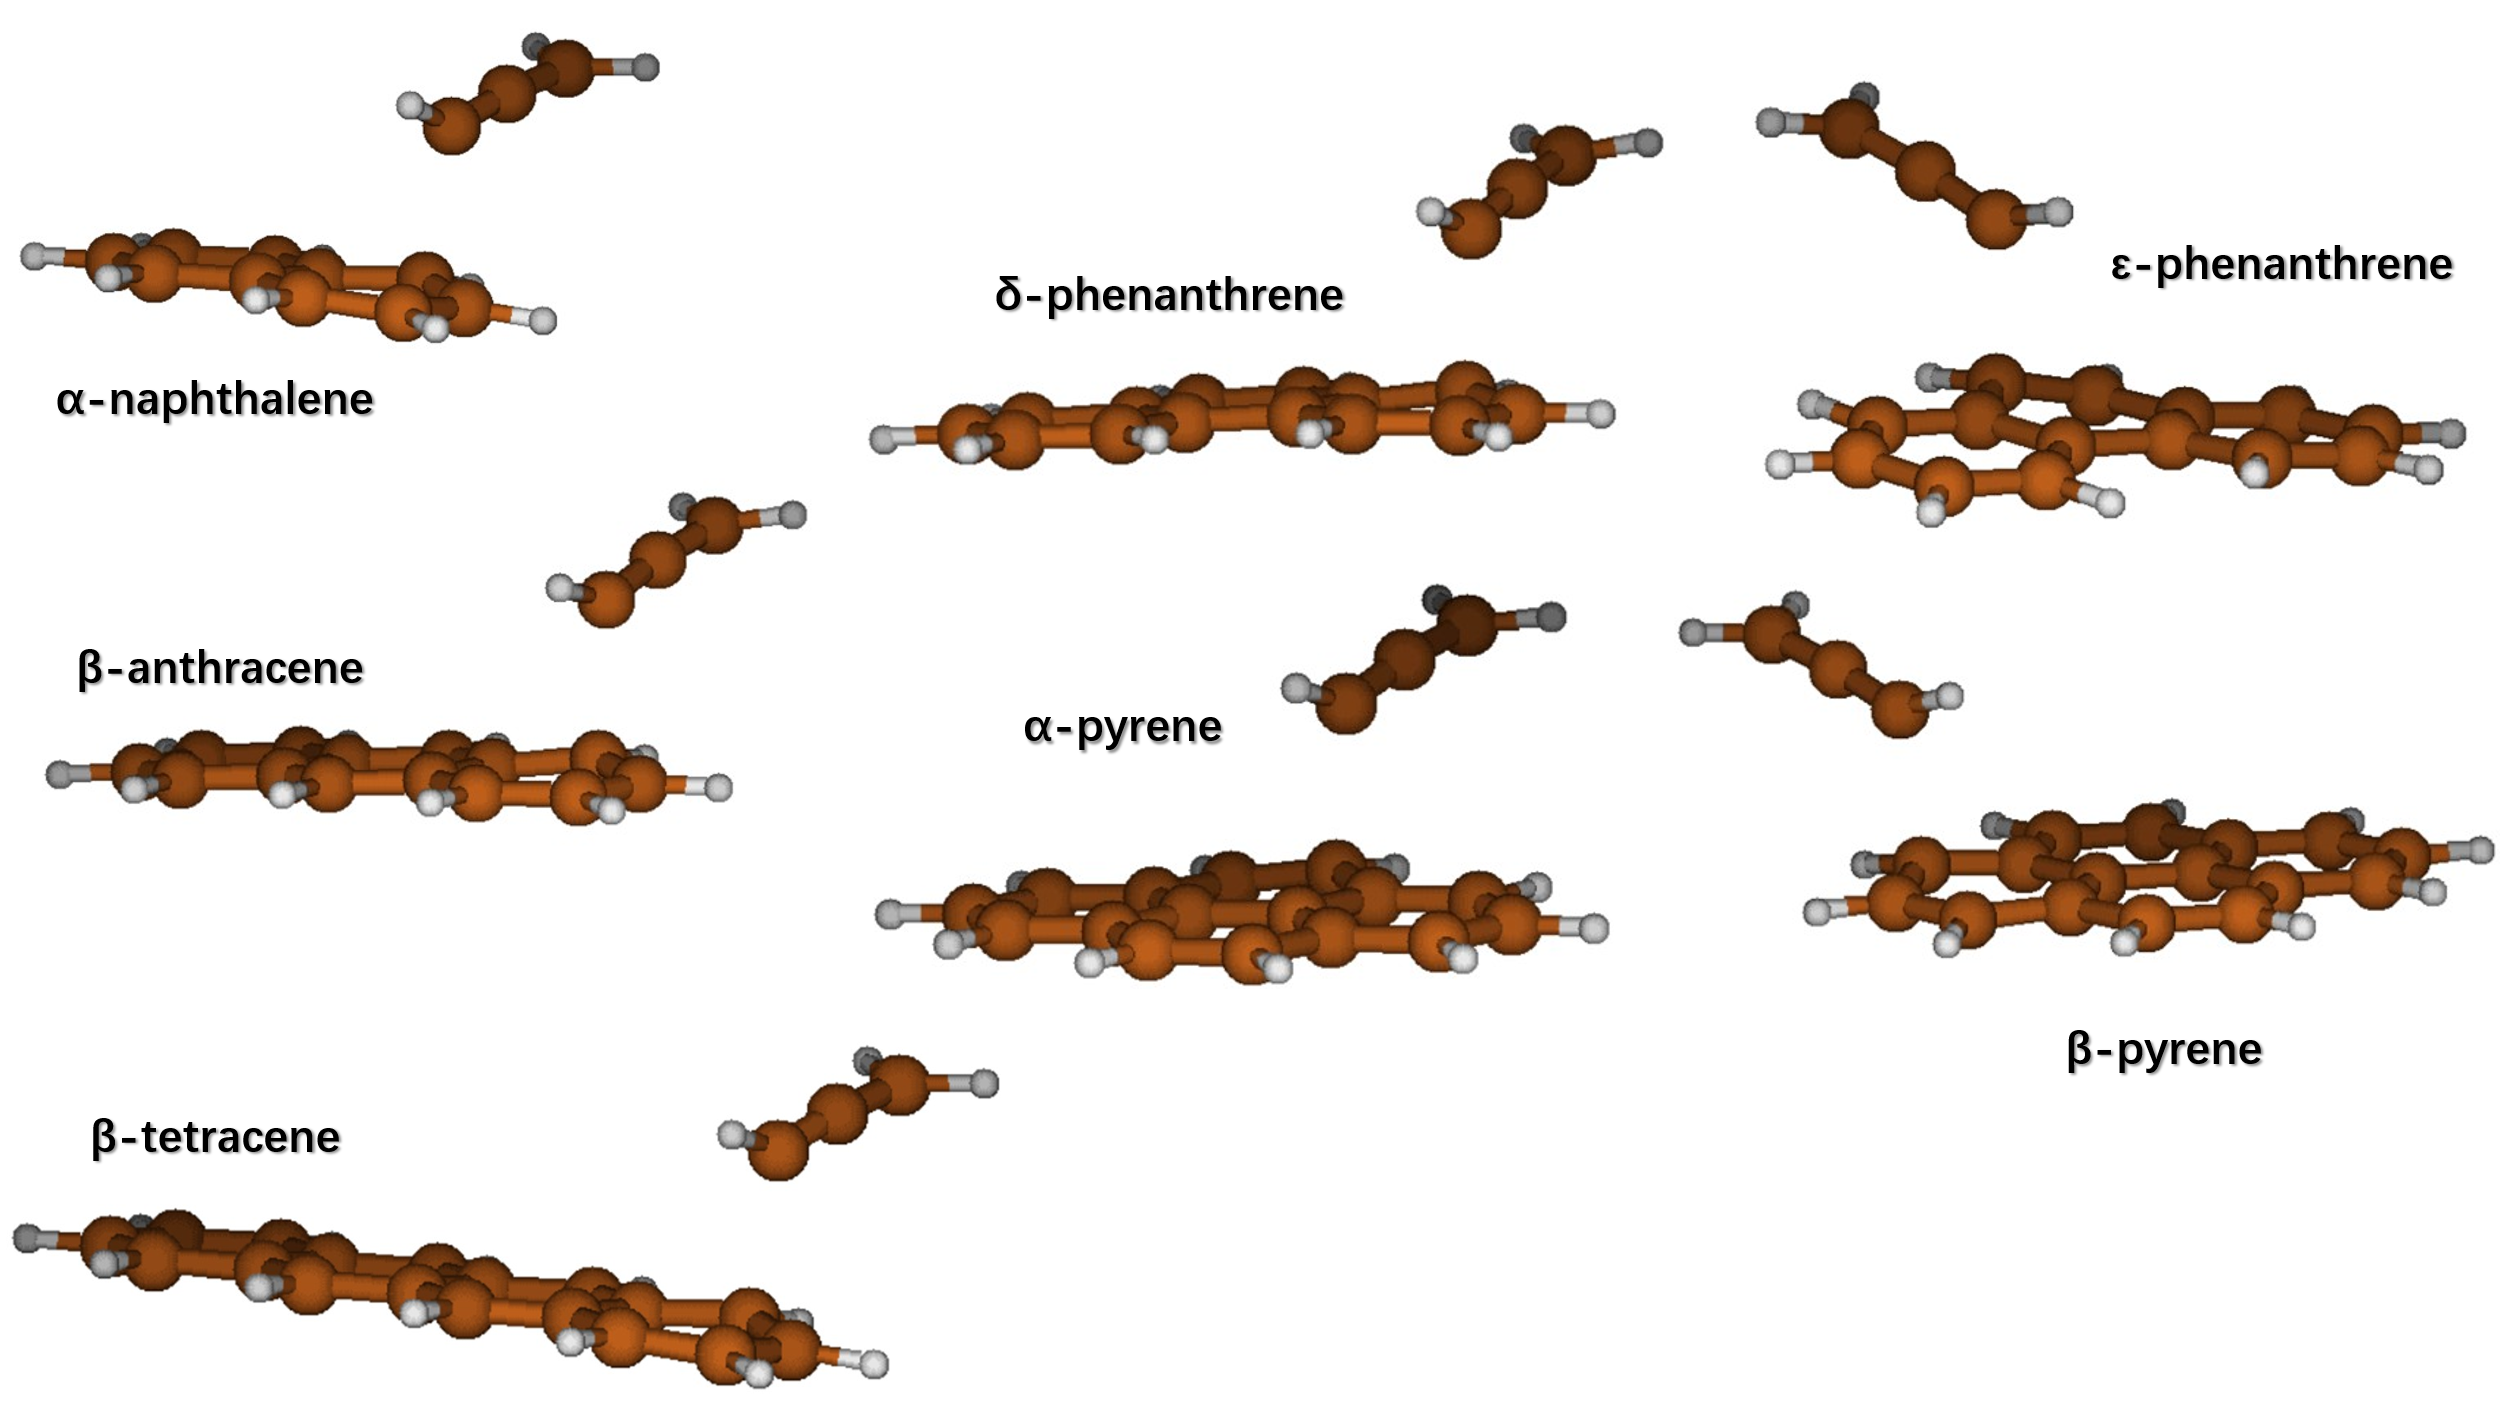 δ-phenanthrene
ε-phenanthrene
α-naphthalene
β-anthracene
α-pyrene
β-pyrene
β-tetracene